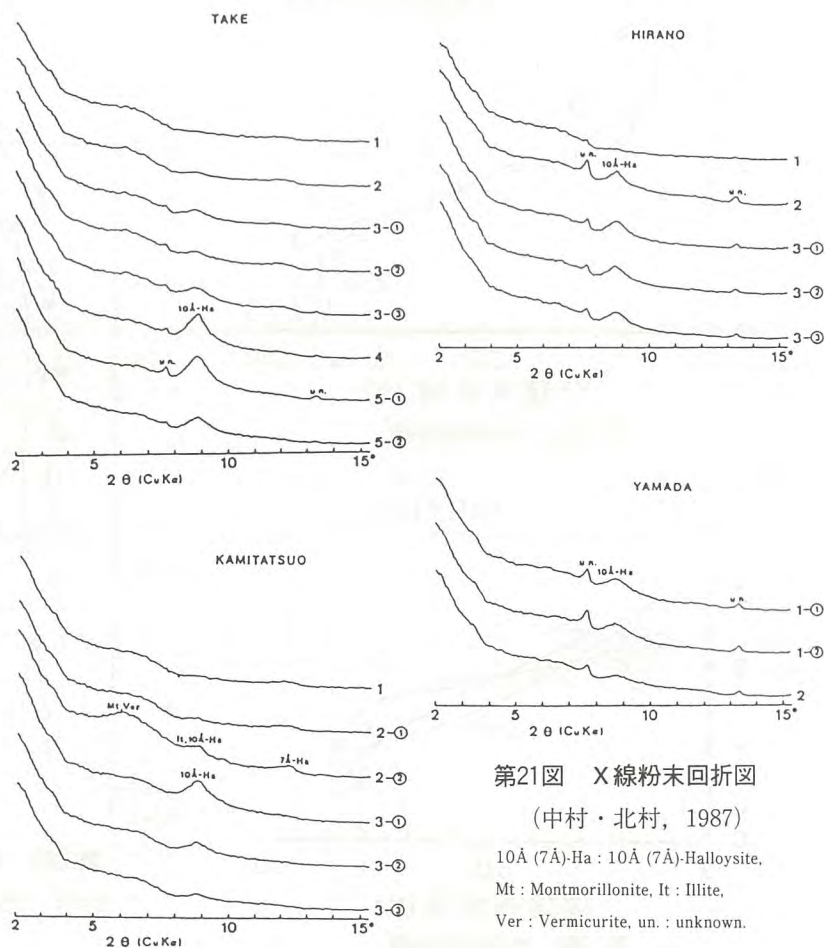 TAKE
1
2
3-①
3-②
3-③
10Å-Ha
4
un.
un.
5-①
5-②
2 5 10 15°
2 θ (CuKα)
HIRANO
1
un.
10Å-Ha
un.
2
3-①
3-②
3-③
2 5 10 15°
2 θ (CuKα)
KAMITATSUO
1
2-①
Mt,Ver
It,10Å-Ha
7Å-Ha
2-②
10Å-Ha
3-①
3-②
3-③
2 5 10 15°
2 θ (CuKα)
YAMADA
un.
10Å-Ha
un.
1-①
1-②
2
2 5 10 15°
2 θ (CuKα)
第21図 X線粉末回折図
(中村・北村, 1987)
10Å (7Å)-Ha : 10Å (7Å)-Halloysite,
Mt : Montmorillonite, It : Illite,
Ver : Vermicurite, un. : unknown.